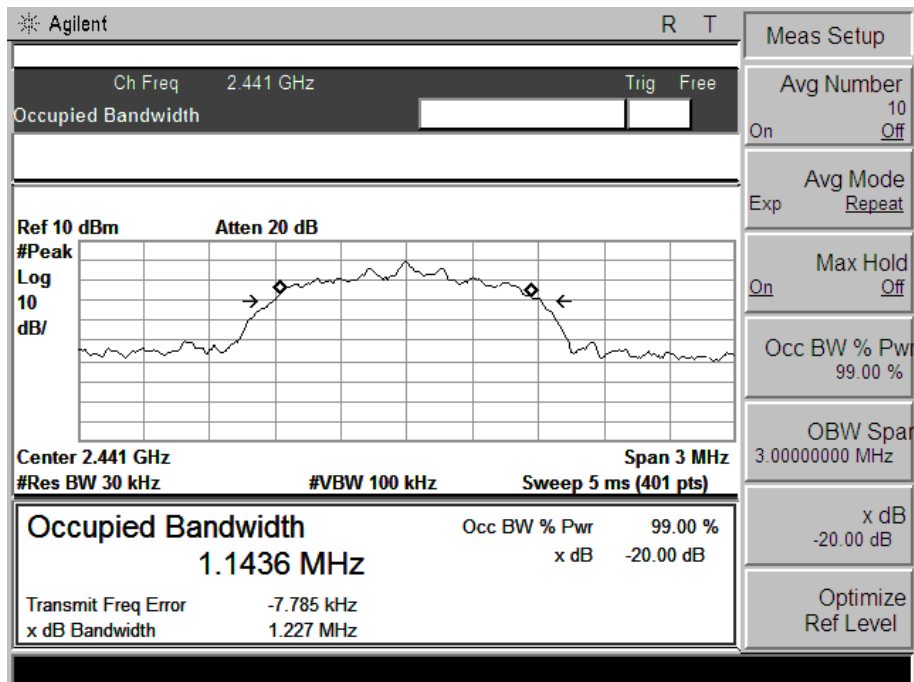 Agilent R T
Ch Freq 2.441 GHz Trig Free
Occupied Bandwidth
Ref 10 dBm Atten 20 dB
#Peak
Log
10
dB/
Center 2.441 GHz Span 3 MHz
#Res BW 30 kHz #VBW 100 kHz Sweep 5 ms (401 pts)
Occupied Bandwidth
1.1436 MHz
Occ BW % Pwr 99.00 %
x dB -20.00 dB
Transmit Freq Error -7.785 kHz
x dB Bandwidth 1.227 MHz
Meas Setup
Avg Number
10
On Off
Avg Mode
Exp Repeat
Max Hold
On Off
Occ BW % Pwr
99.00 %
OBW Span
3.00000000 MHz
x dB
-20.00 dB
Optimize
Ref Level